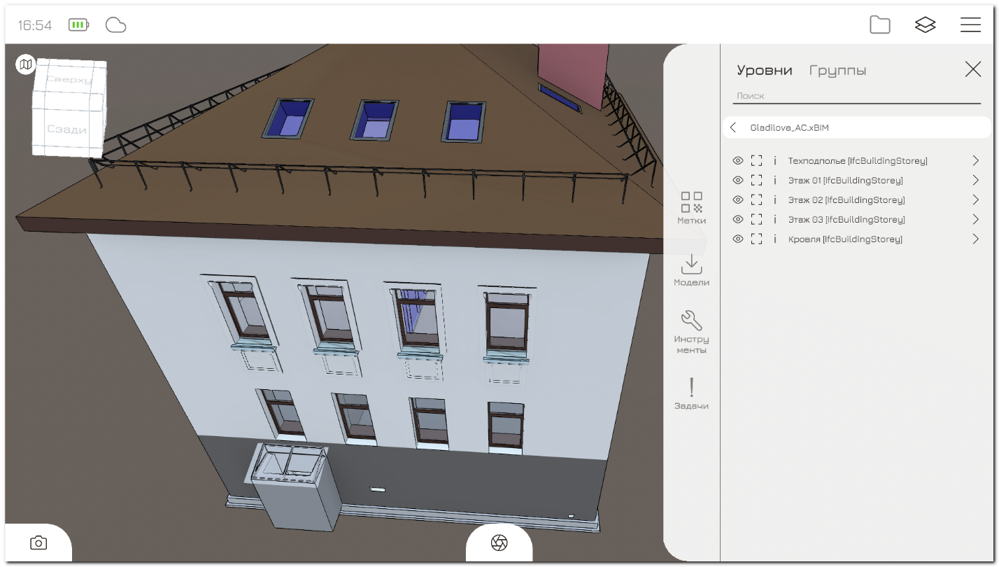 16:54
Сверху
Сзади
Метки
Модели
Инстру
менты
Задачи
Уровни Группы
Поиск
Gladilova_AC.xBIM
i Техподполье [IfcBuildingStorey]
i Этаж 01 [IfcBuildingStorey]
i Этаж 02 [IfcBuildingStorey]
i Этаж 03 [IfcBuildingStorey]
i Кровля [IfcBuildingStorey]